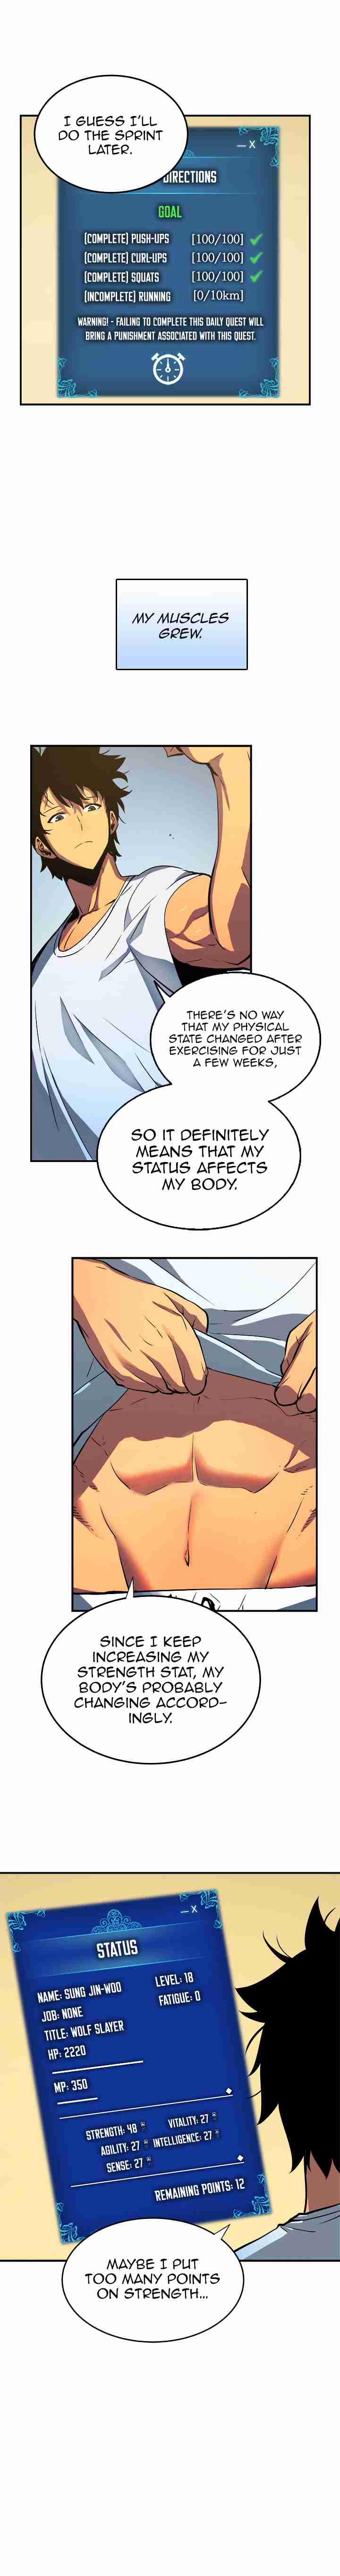 I GUESS I'LL
DO THE SPRINT
LATER.
— X
DIRECTIONS
GOAL
[COMPLETE] PUSH-UPS [100/100]
[COMPLETE] CURL-UPS [100/100]
[COMPLETE] SQUATS [100/100]
[INCOMPLETE] RUNNING [0/10km]
WARNING! - FAILING TO COMPLETE THIS DAILY QUEST WILL
BRING A PUNISHMENT ASSOCIATED WITH THIS QUEST.
MY MUSCLES
GREW.
THERE'S NO WAY
THAT MY PHYSICAL
STATE CHANGED AFTER
EXERCISING FOR JUST
A FEW WEEKS,
SO IT DEFINITELY
MEANS THAT MY
STATUS AFFECTS
MY BODY.
SINCE I KEEP
INCREASING MY
STRENGTH STAT, MY
BODY'S PROBABLY
CHANGING ACCORD-
INGLY.
— X
STATUS
NAME: SUNG JIN-WOO LEVEL: 18
JOB: NONE FATIGUE: 0
TITLE: WOLF SLAYER
HP: 2220
MP: 350
STRENGTH: 48 VITALITY: 27
AGILITY: 27 INTELLIGENCE: 27
SENSE: 27
REMAINING POINTS: 12
MAYBE I PUT
TOO MANY POINTS
ON STRENGTH...